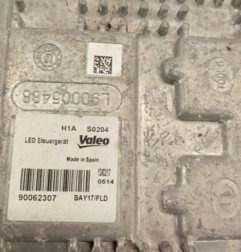 L90005488
H1A S0204
LED Steuergerät Valeo
Made in Spain
0514
90062307 BAY17/FLD